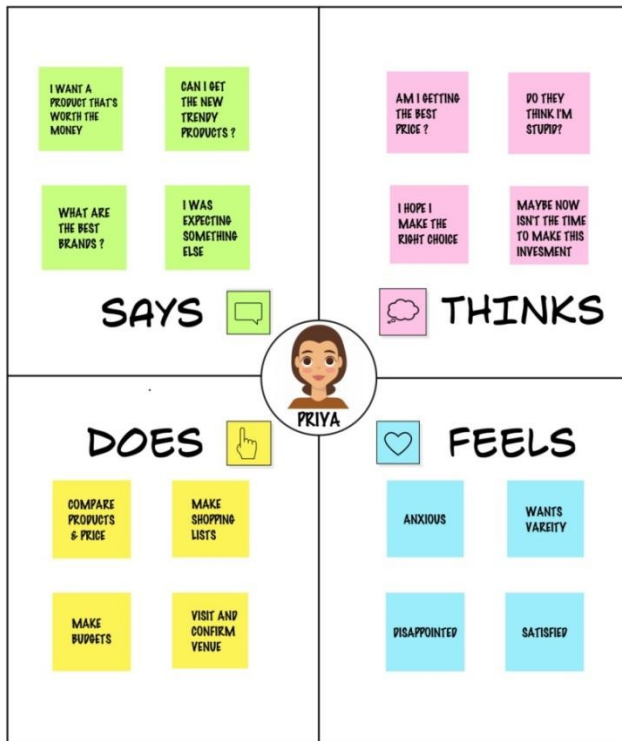 I WANT A
PRODUCT THAT'S
WORTH THE
MONEY
CAN I GET
THE NEW
TRENDY
PRODUCTS ?
WHAT ARE
THE BEST
BRANDS ?
I WAS
EXPECTING
SOMETHING
ELSE
SAYS
AM I GETTING
THE BEST
PRICE ?
DO THEY
THINK I'M
STUPID?
I HOPE I
MAKE THE
RIGHT CHOICE
MAYBE NOW
ISN'T THE TIME
TO MAKE THIS
INVESMENT
THINKS
PRIYA
DOES
COMPARE
PRODUCTS
& PRICE
MAKE
SHOPPING
LISTS
MAKE
BUDGETS
VISIT AND
CONFIRM
VENUE
FEELS
ANXIOUS
WANTS
VAREITY
DISAPPOINTED
SATISFIED